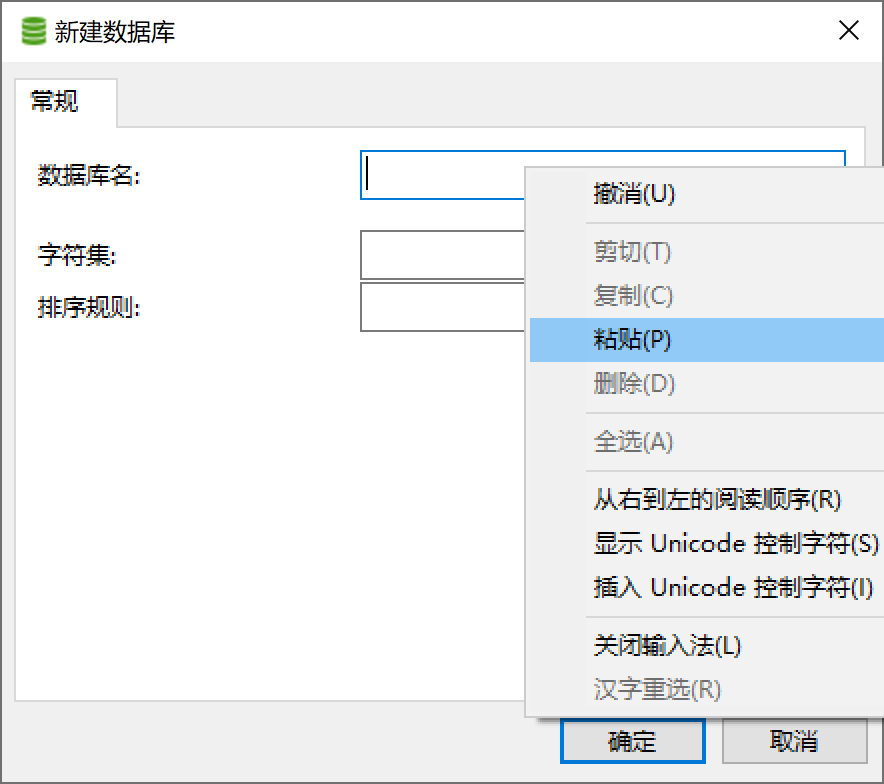 新建数据库
常规
数据库名:
字符集:
排序规则:
撤消(U)
剪切(T)
复制(C)
粘贴(P)
删除(D)
全选(A)
从右到左的阅读顺序(R)
显示 Unicode 控制字符(S)
插入 Unicode 控制字符(I)
关闭输入法(L)
汉字重选(R)
确定
取消